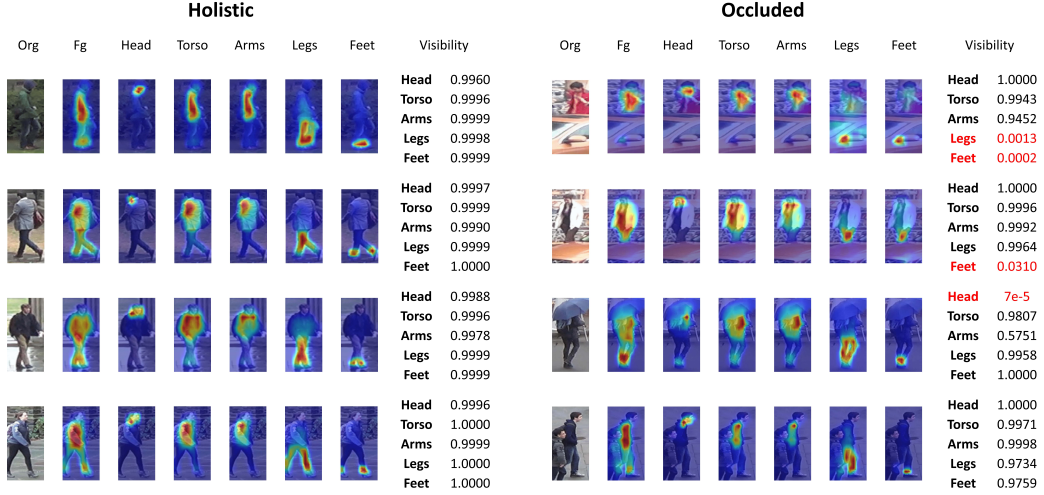 Holistic
Org Fg Head Torso Arms Legs Feet Visibility
Head 0.9960
Torso 0.9996
Arms 0.9999
Legs 0.9998
Feet 0.9999
Head 0.9997
Torso 0.9999
Arms 0.9990
Legs 0.9999
Feet 1.0000
Head 0.9988
Torso 0.9996
Arms 0.9978
Legs 0.9999
Feet 0.9999
Head 0.9996
Torso 1.0000
Arms 0.9999
Legs 1.0000
Feet 1.0000
Occluded
Org Fg Head Torso Arms Legs Feet Visibility
Head 1.0000
Torso 0.9943
Arms 0.9452
Legs 0.0013
Feet 0.0002
Head 1.0000
Torso 0.9996
Arms 0.9992
Legs 0.9964
Feet 0.0310
Head 7e-5
Torso 0.9807
Arms 0.5751
Legs 0.9958
Feet 1.0000
Head 1.0000
Torso 0.9971
Arms 0.9998
Legs 0.9734
Feet 0.9759